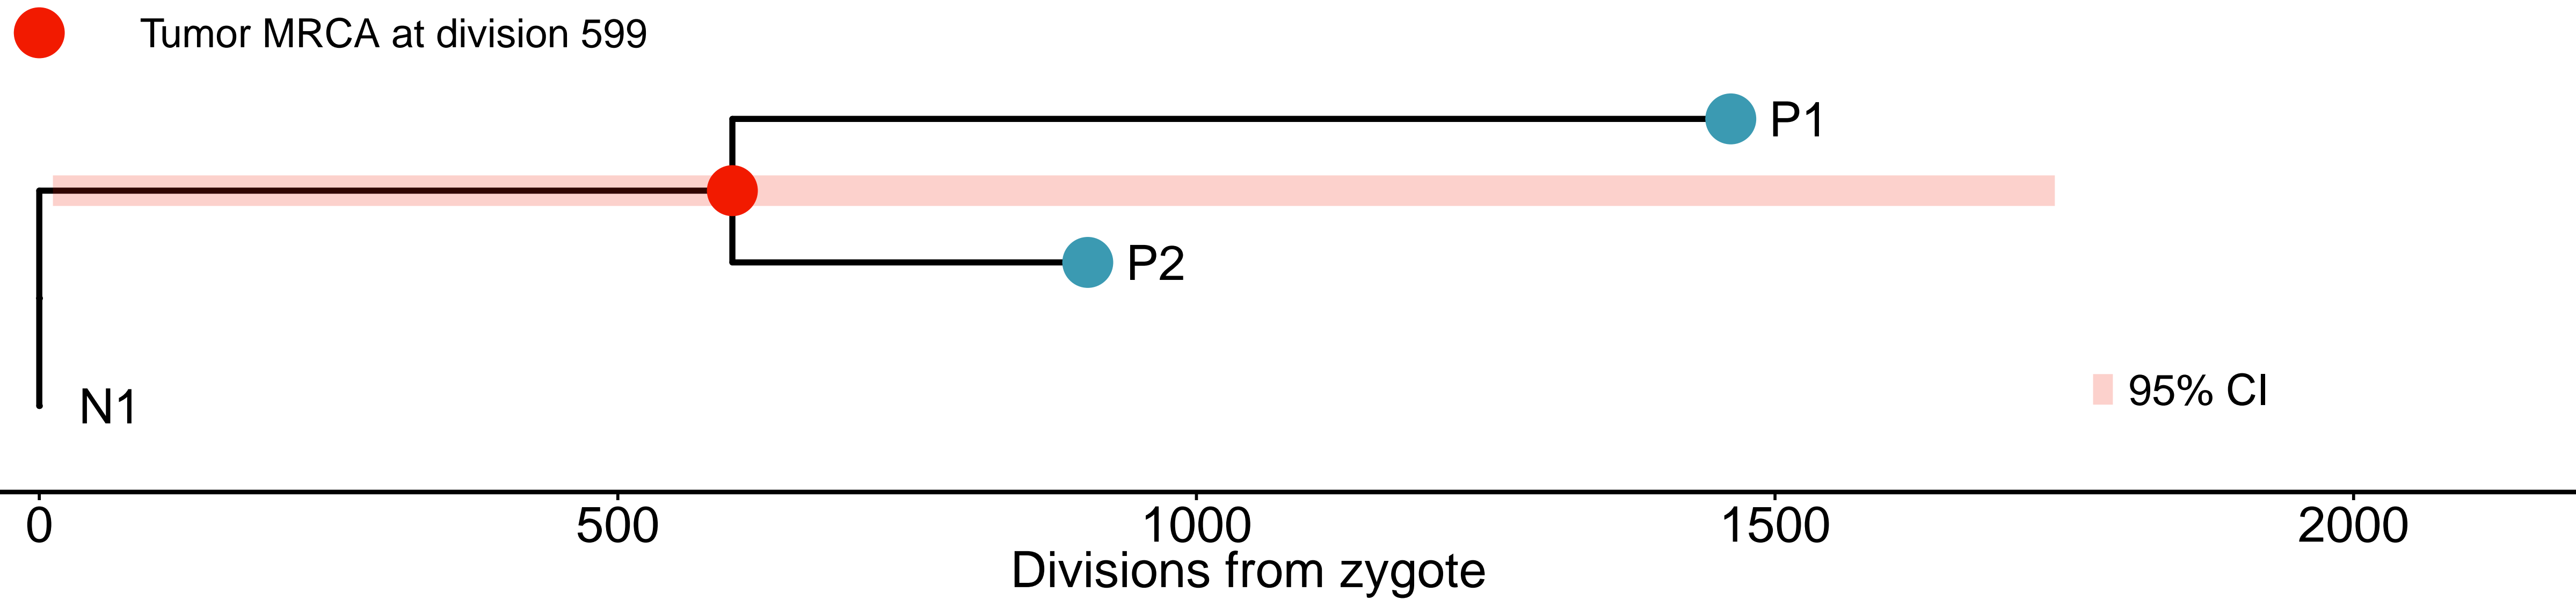 Tumor MRCA at division 599
P1
P2
N1
95% CI
0 500 1000 1500 2000
Divisions from zygote